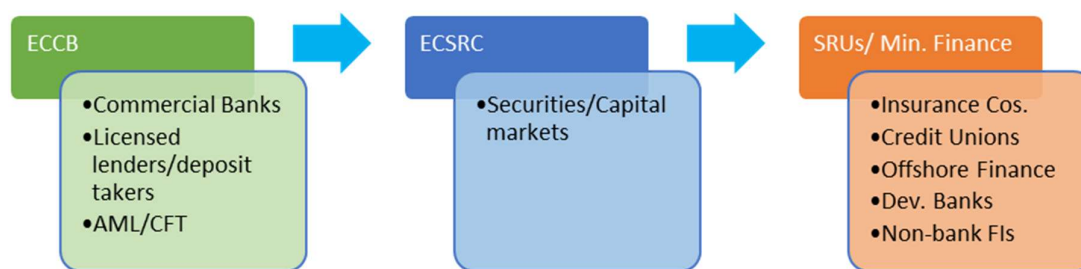 ECCB
•Commercial Banks
•Licensed
lenders/deposit
takers
•AML/CFT
ECSRC
•Securities/Capital
markets
SRUs/ Min. Finance
•Insurance Cos.
•Credit Unions
•Offshore Finance
•Dev. Banks
•Non-bank FIs